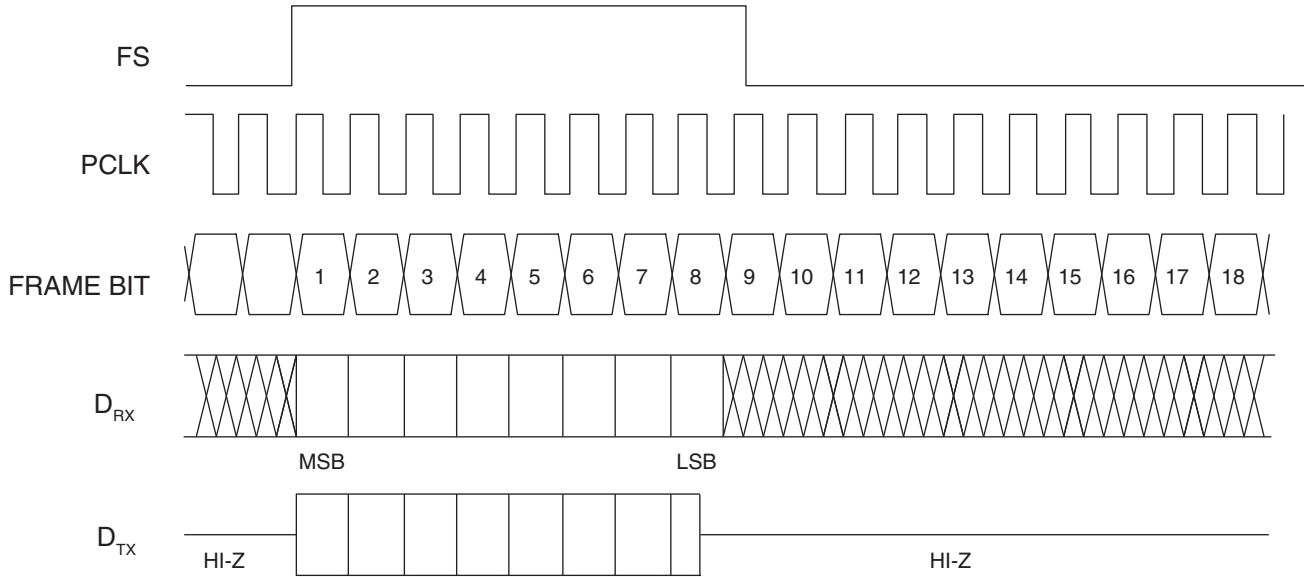 FS
PCLK
FRAME BIT 1 2 3 4 5 6 7 8 9 10 11 12 13 14 15 16 17 18
DRX
MSB LSB
DTX
HI-Z HI-Z